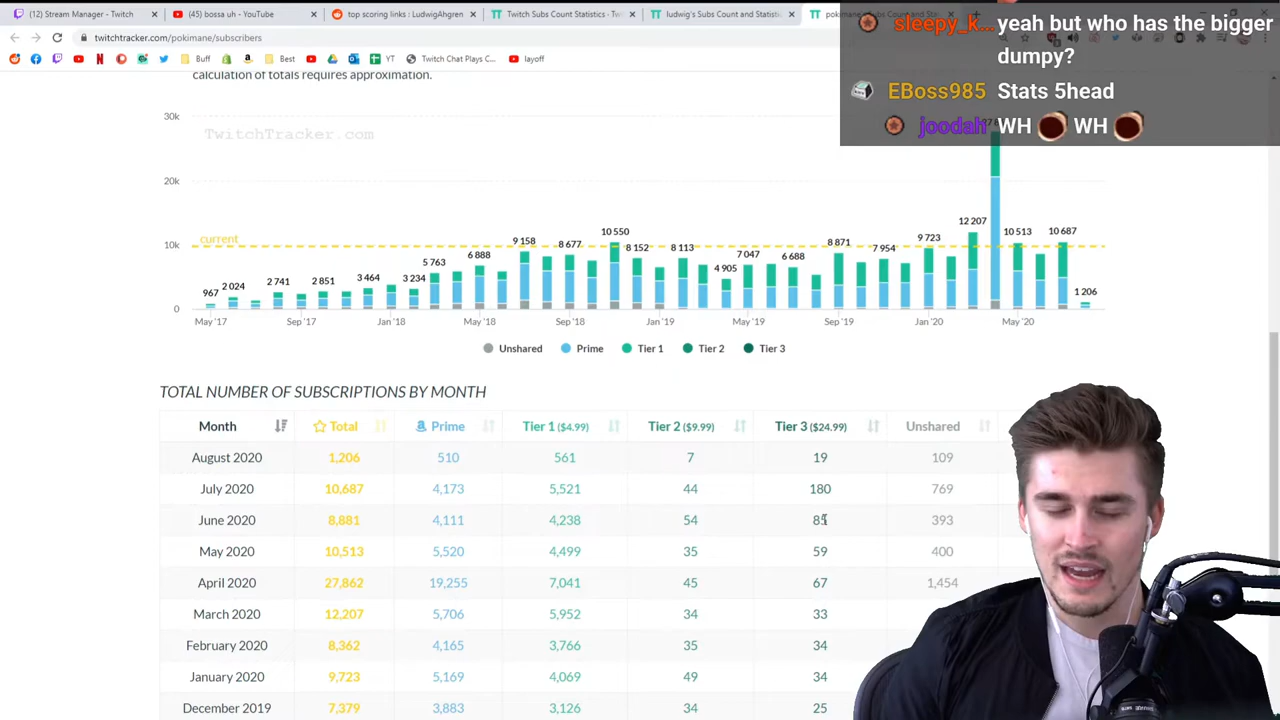 (12) Stream Manager - Twitch
(45) bossa uh - YouTube
top scoring links : LudwigAhgren
Twitch Subs Count Statistics - Tw
ludwig's Subs Count and Statistic
twitchtracker.com/pokimane/subscribers
Buff
Best
YT
Twitch Chat Plays C...
layoff
sleepy_k... yeah but who has the bigger
dumpy?
EBoss985 Stats 5head
joodah WH WH
calculation of totals requires approximation.
TwitchTracker.com
30k
20k
10k
0
current
967
2 024
2 741
2 851
3 464
3 234
5 763
6 888
9 158
8 677
10 550
8 152
8 113
4 905
7 047
6 688
8 871
7 954
9 723
12 207
10 513
10 687
1 206
May '17
Sep '17
Jan '18
May '18
Sep '18
Jan '19
May '19
Sep '19
Jan '20
May '20
Unshared Prime Tier 1 Tier 2 Tier 3
TOTAL NUMBER OF SUBSCRIPTIONS BY MONTH
Month Total Prime Tier 1 ($4.99) Tier 2 ($9.99) Tier 3 ($24.99) Unshared
August 2020 1,206 510 561 7 19 109
July 2020 10,687 4,173 5,521 44 180 769
June 2020 8,881 4,111 4,238 54 85 393
May 2020 10,513 5,520 4,499 35 59 400
April 2020 27,862 19,255 7,041 45 67 1,454
March 2020 12,207 5,706 5,952 34 33
February 2020 8,362 4,165 3,766 35 34
January 2020 9,723 5,169 4,069 49 34
December 2019 7,379 3,883 3,126 34 25